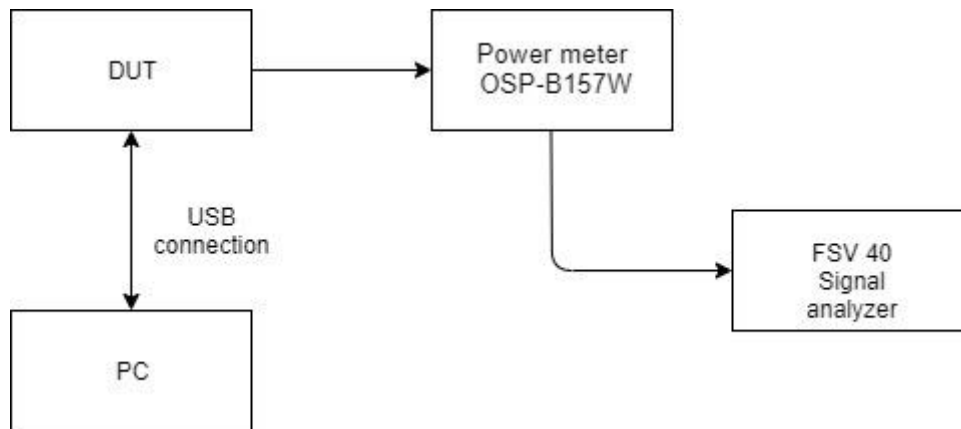 DUT
Power meter
OSP-B157W
USB
connection
FSV 40
Signal
analyzer
PC